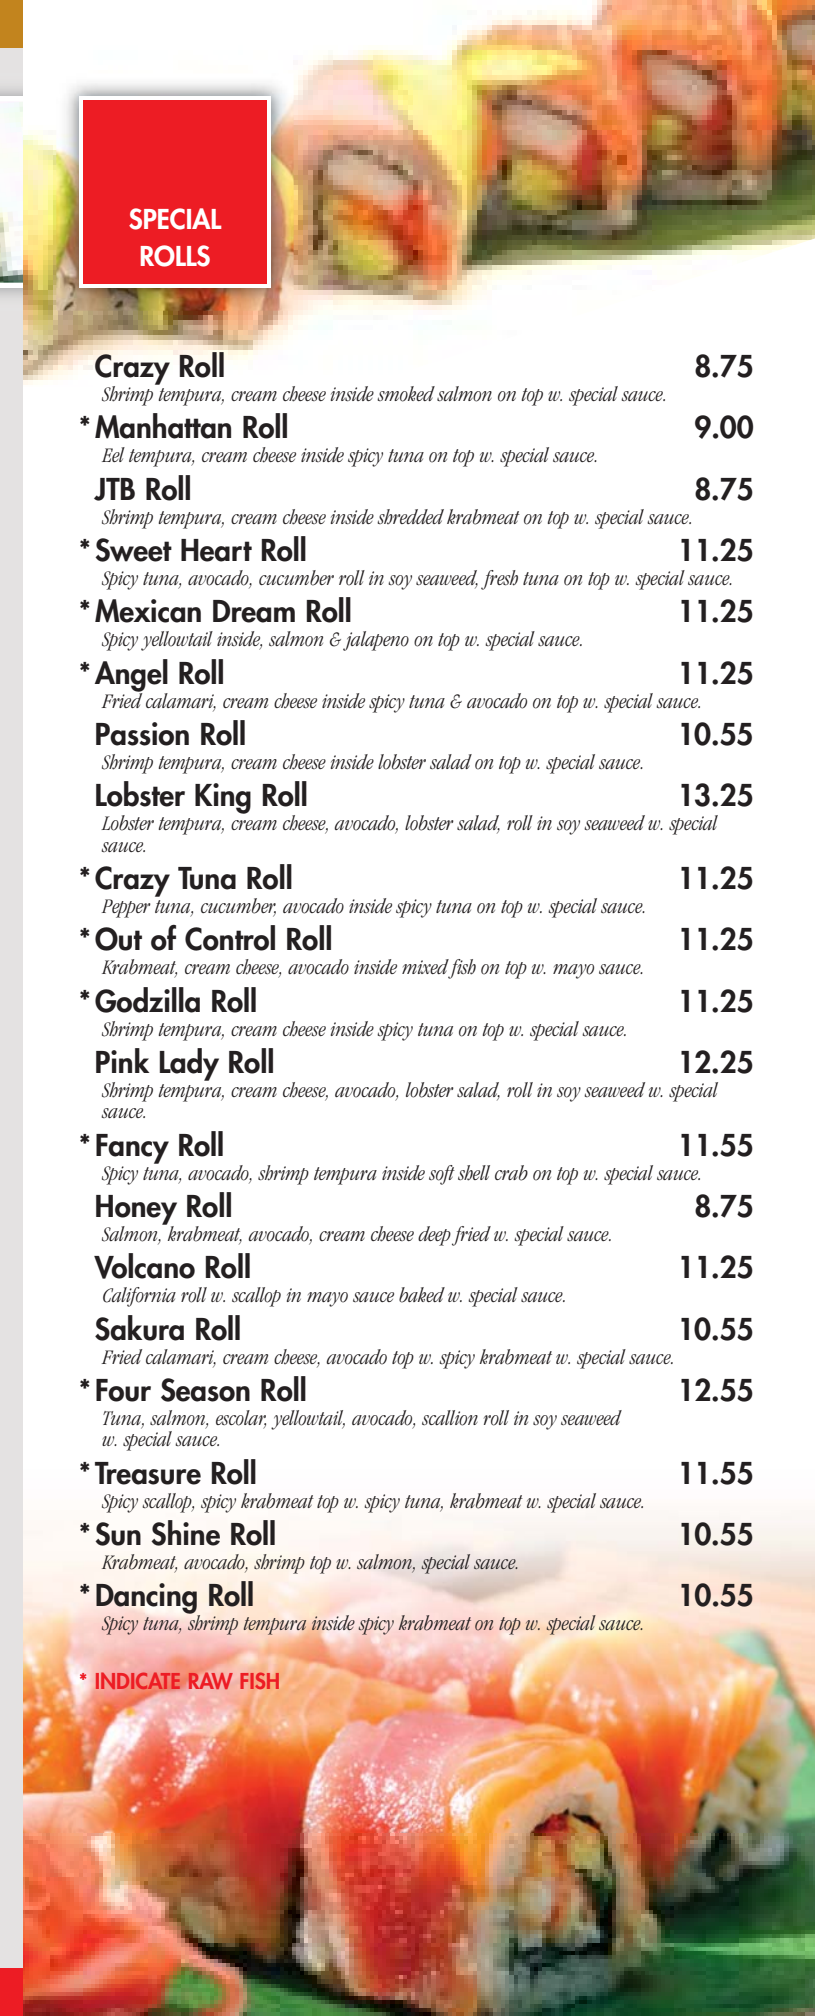 SPECIAL
ROLLS
Crazy Roll 8.75
Shrimp tempura, cream cheese inside smoked salmon on top w. special sauce.
* Manhattan Roll 9.00
Eel tempura, cream cheese inside spicy tuna on top w. special sauce.
JTB Roll 8.75
Shrimp tempura, cream cheese inside shredded krabmeat on top w. special sauce.
* Sweet Heart Roll 11.25
Spicy tuna, avocado, cucumber roll in soy seaweed, fresh tuna on top w. special sauce.
* Mexican Dream Roll 11.25
Spicy yellowtail inside, salmon & jalapeno on top w. special sauce.
* Angel Roll 11.25
Fried calamari, cream cheese inside spicy tuna & avocado on top w. special sauce.
Passion Roll 10.55
Shrimp tempura, cream cheese inside lobster salad on top w. special sauce.
Lobster King Roll 13.25
Lobster tempura, cream cheese, avocado, lobster salad, roll in soy seaweed w. special
sauce.
* Crazy Tuna Roll 11.25
Pepper tuna, cucumber, avocado inside spicy tuna on top w. special sauce.
* Out of Control Roll 11.25
Krabmeat, cream cheese, avocado inside mixed fish on top w. mayo sauce.
* Godzilla Roll 11.25
Shrimp tempura, cream cheese inside spicy tuna on top w. special sauce.
Pink Lady Roll 12.25
Shrimp tempura, cream cheese, avocado, lobster salad, roll in soy seaweed w. special
sauce.
* Fancy Roll 11.55
Spicy tuna, avocado, shrimp tempura inside soft shell crab on top w. special sauce.
Honey Roll 8.75
Salmon, krabmeat, avocado, cream cheese deep fried w. special sauce.
Volcano Roll 11.25
California roll w. scallop in mayo sauce baked w. special sauce.
Sakura Roll 10.55
Fried calamari, cream cheese, avocado top w. spicy krabmeat w. special sauce.
* Four Season Roll 12.55
Tuna, salmon, escolar, yellowtail, avocado, scallion roll in soy seaweed
w. special sauce.
* Treasure Roll 11.55
Spicy scallop, spicy krabmeat top w. spicy tuna, krabmeat w. special sauce.
* Sun Shine Roll 10.55
Krabmeat, avocado, shrimp top w. salmon, special sauce.
* Dancing Roll 10.55
Spicy tuna, shrimp tempura inside spicy krabmeat on top w. special sauce.
* INDICATE RAW FISH